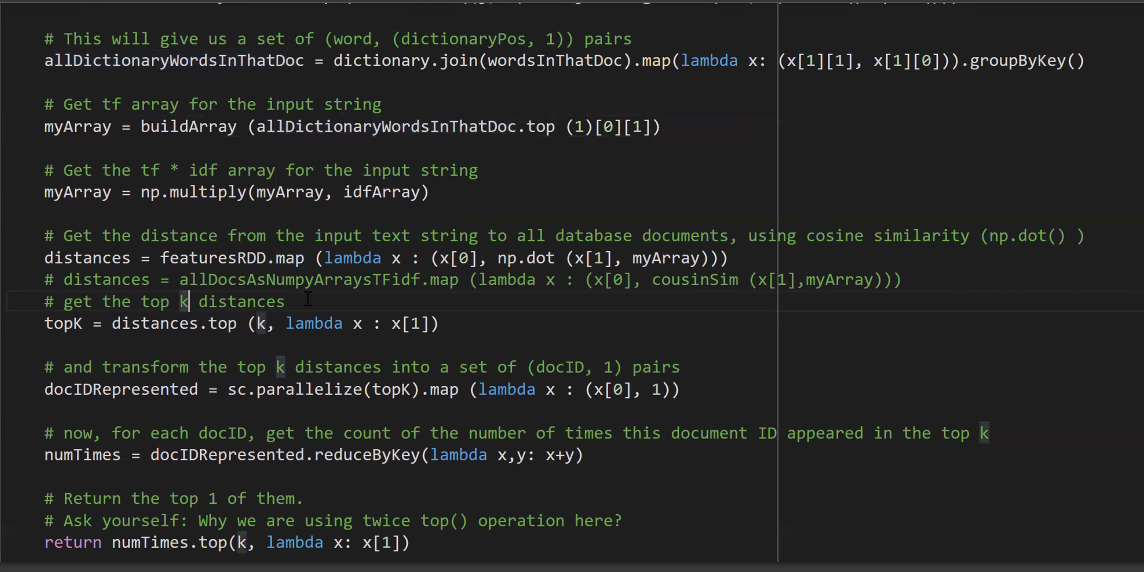 # This will give us a set of (word, (dictionaryPos, 1)) pairs
allDictionaryWordsInThatDoc = dictionary.join(wordsInThatDoc).map(lambda x: (x[1][1], x[1][0])).groupByKey()
# Get tf array for the input string
myArray = buildArray (allDictionaryWordsInThatDoc.top (1)[0][1])
# Get the tf * idf array for the input string
myArray = np.multiply(myArray, idfArray)
# Get the distance from the input text string to all database documents, using cosine similarity (np.dot() )
distances = featuresRDD.map (lambda x : (x[0], np.dot (x[1], myArray)))
# distances = allDocsAsNumpyArraysTFidf.map (lambda x : (x[0], cousinSim (x[1],myArray)))
# get the top k distances
topK = distances.top (k, lambda x : x[1])
# and transform the top k distances into a set of (docID, 1) pairs
docIDRepresented = sc.parallelize(topK).map (lambda x : (x[0], 1))
# now, for each docID, get the count of the number of times this document ID appeared in the top k
numTimes = docIDRepresented.reduceByKey(lambda x,y: x+y)
# Return the top 1 of them.
# Ask yourself: Why we are using twice top() operation here?
return numTimes.top(k, lambda x: x[1])